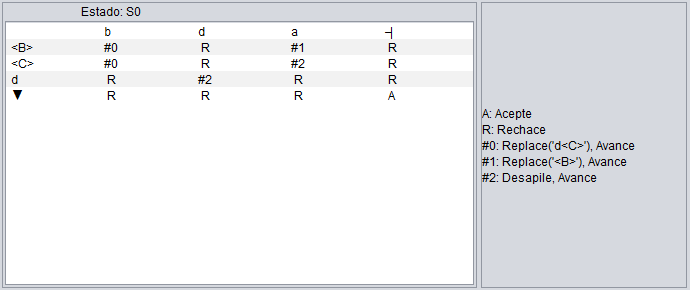 Estado: S0
b d a ⊣
<B> #0 R #1 R
<C> #0 R #2 R
d R #2 R R
▼ R R R A
A: Acepte
R: Rechace
#0: Replace('d<C>'), Avance
#1: Replace('<B>'), Avance
#2: Desapile, Avance